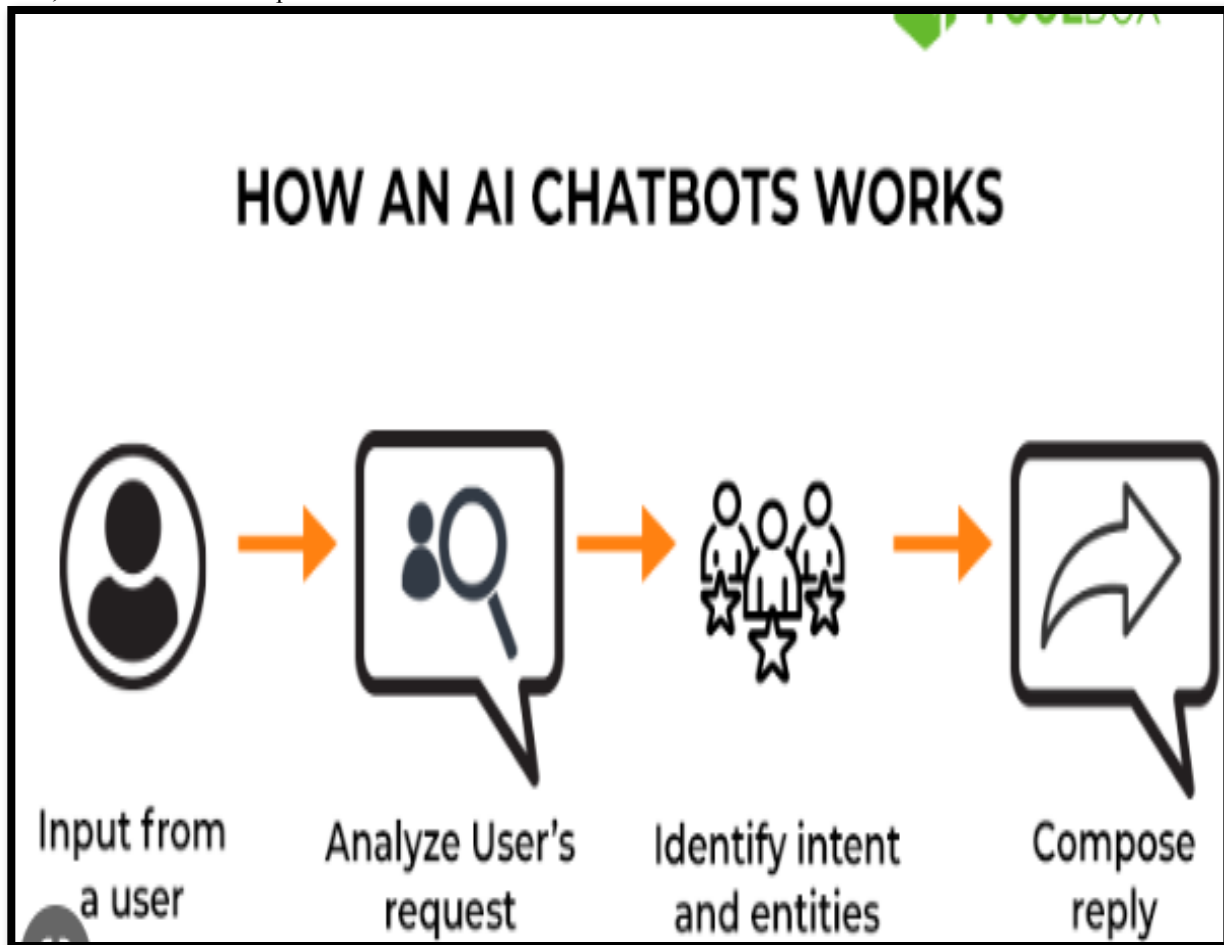 HOW AN AI CHATBOTS WORKS
Input from
a user
Analyze User's
request
Identify intent
and entities
Compose
reply